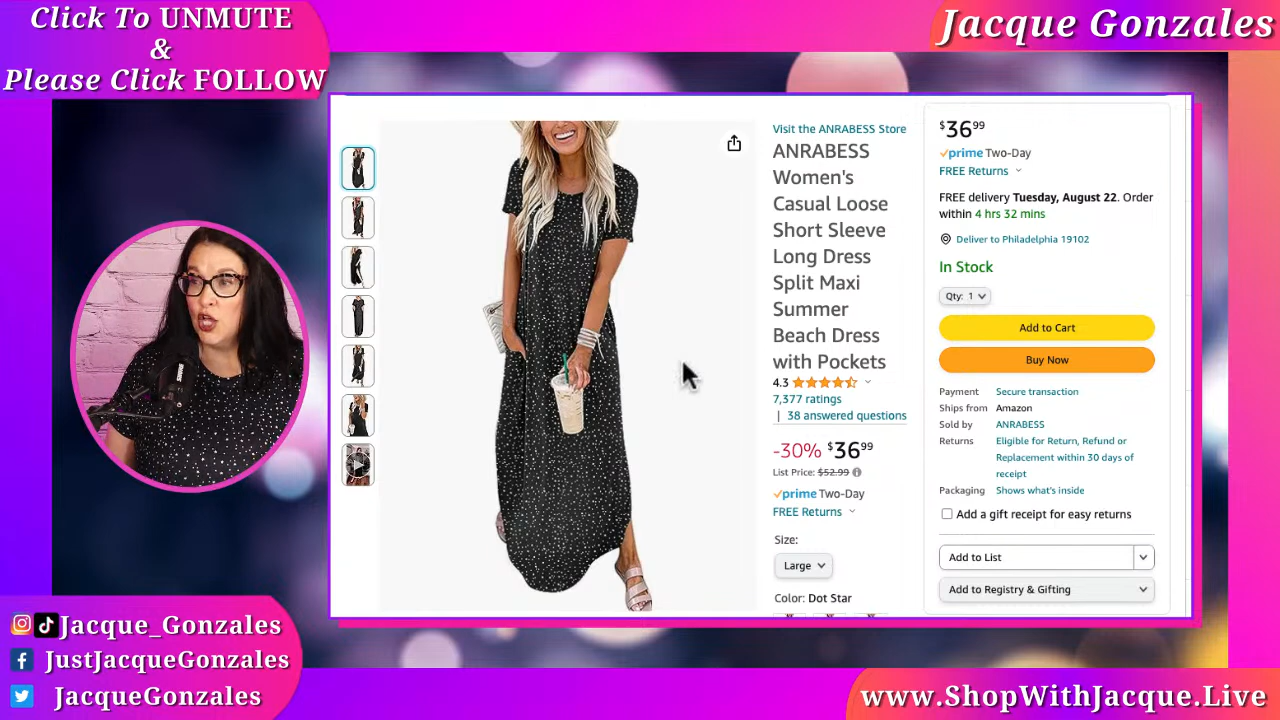 Click To UNMUTE
&
Please Click FOLLOW
Jacque Gonzales
Visit the ANRABESS Store
ANRABESS
Women's
Casual Loose
Short Sleeve
Long Dress
Split Maxi
Summer
Beach Dress
with Pockets
4.3
7,377 ratings
| 38 answered questions
-30% $36 99
List Price: $52.99
prime Two-Day
FREE Returns
Size:
Large
Color: Dot Star
$36 99
prime Two-Day
FREE Returns
FREE delivery Tuesday, August 22. Order
within 4 hrs 32 mins
Deliver to Philadelphia 19102
In Stock
Qty: 1
Add to Cart
Buy Now
Payment Secure transaction
Ships from Amazon
Sold by ANRABESS
Returns Eligible for Return, Refund or
Replacement within 30 days of
receipt
Packaging Shows what's inside
Add a gift receipt for easy returns
Add to List
Add to Registry & Gifting
Jacque_Gonzales
JustJacqueGonzales
JacqueGonzales
www.ShopWithJacque.Live